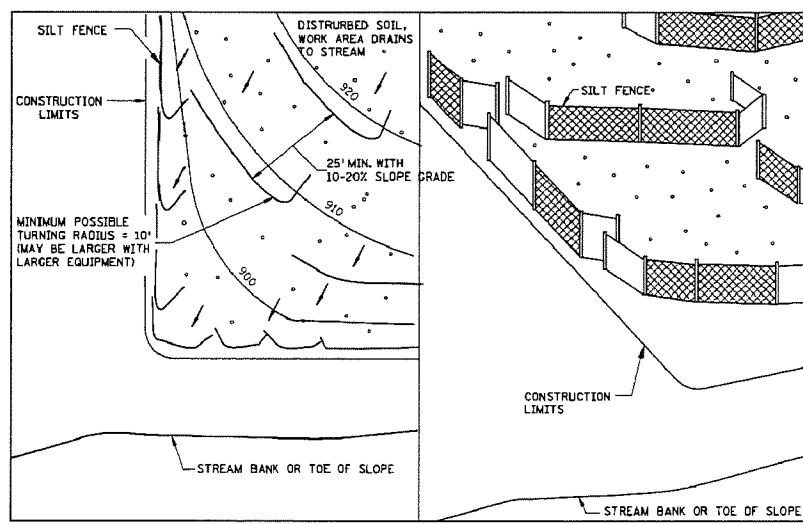 SILT FENCE
DISTRURBED SOIL,
WORK AREA DRAINS
TO STREAM
CONSTRUCTION
LIMITS
920
25' MIN. WITH
10-20% SLOPE GRADE
910
MINIMUM POSSIBLE
TURNING RADIUS = 10'
(MAY BE LARGER WITH
LARGER EQUIPMENT)
900
STREAM BANK OR TOE OF SLOPE
SILT FENCE
CONSTRUCTION
LIMITS
STREAM BANK OR TOE OF SLOPE